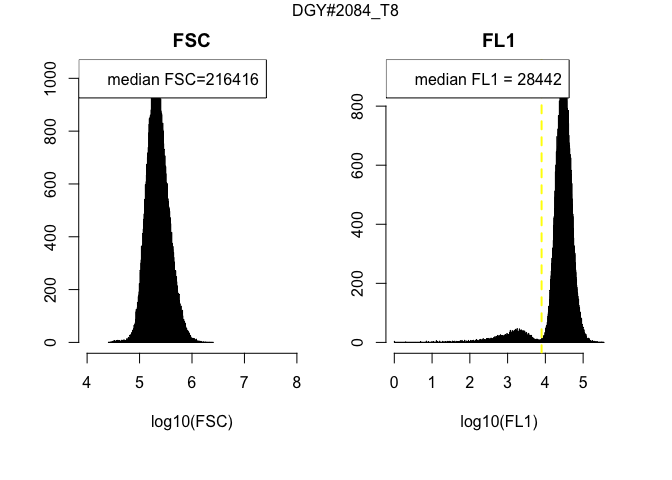 DGY#2084_T8
FSC
median FSC=216416
0
200
400
600
800
1000
4 5 6 7 8
log10(FSC)
FL1
median FL1 = 28442
0
200
400
600
800
0 1 2 3 4 5
log10(FL1)